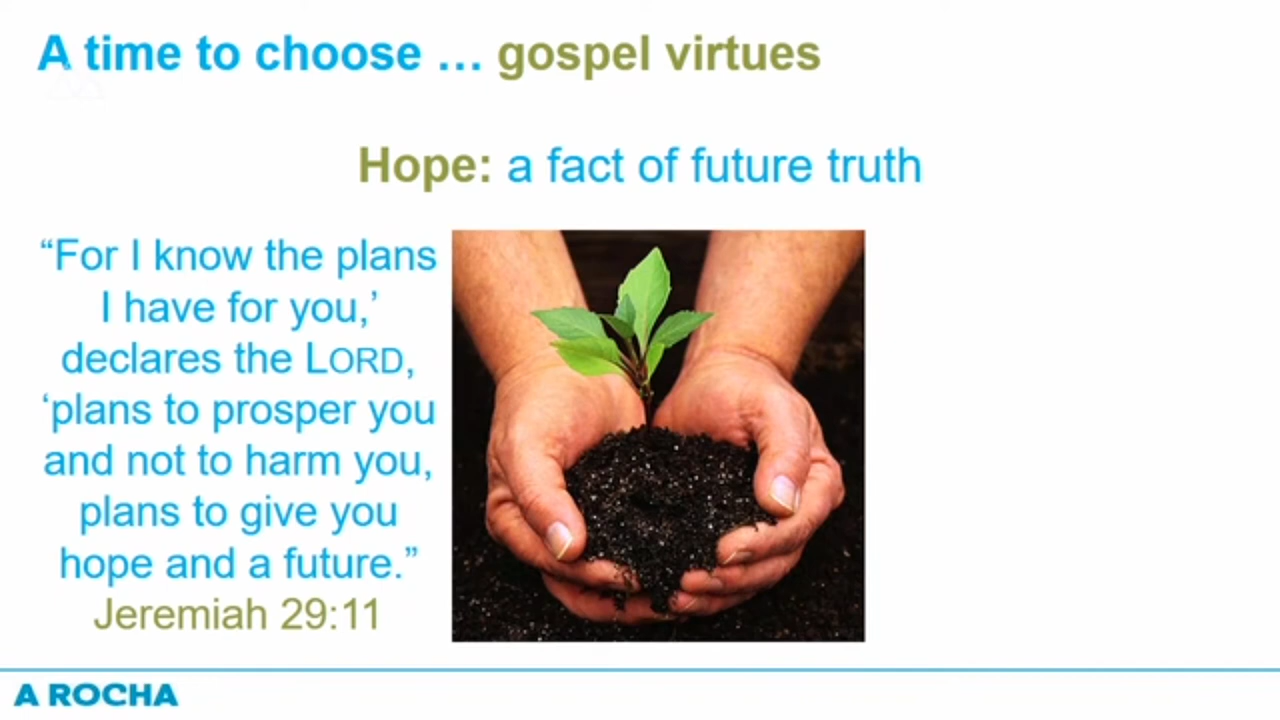 A time to choose … gospel virtues
Hope: a fact of future truth
“For I know the plans
I have for you,’
declares the LORD,
‘plans to prosper you
and not to harm you,
plans to give you
hope and a future.”
Jeremiah 29:11
A ROCHA